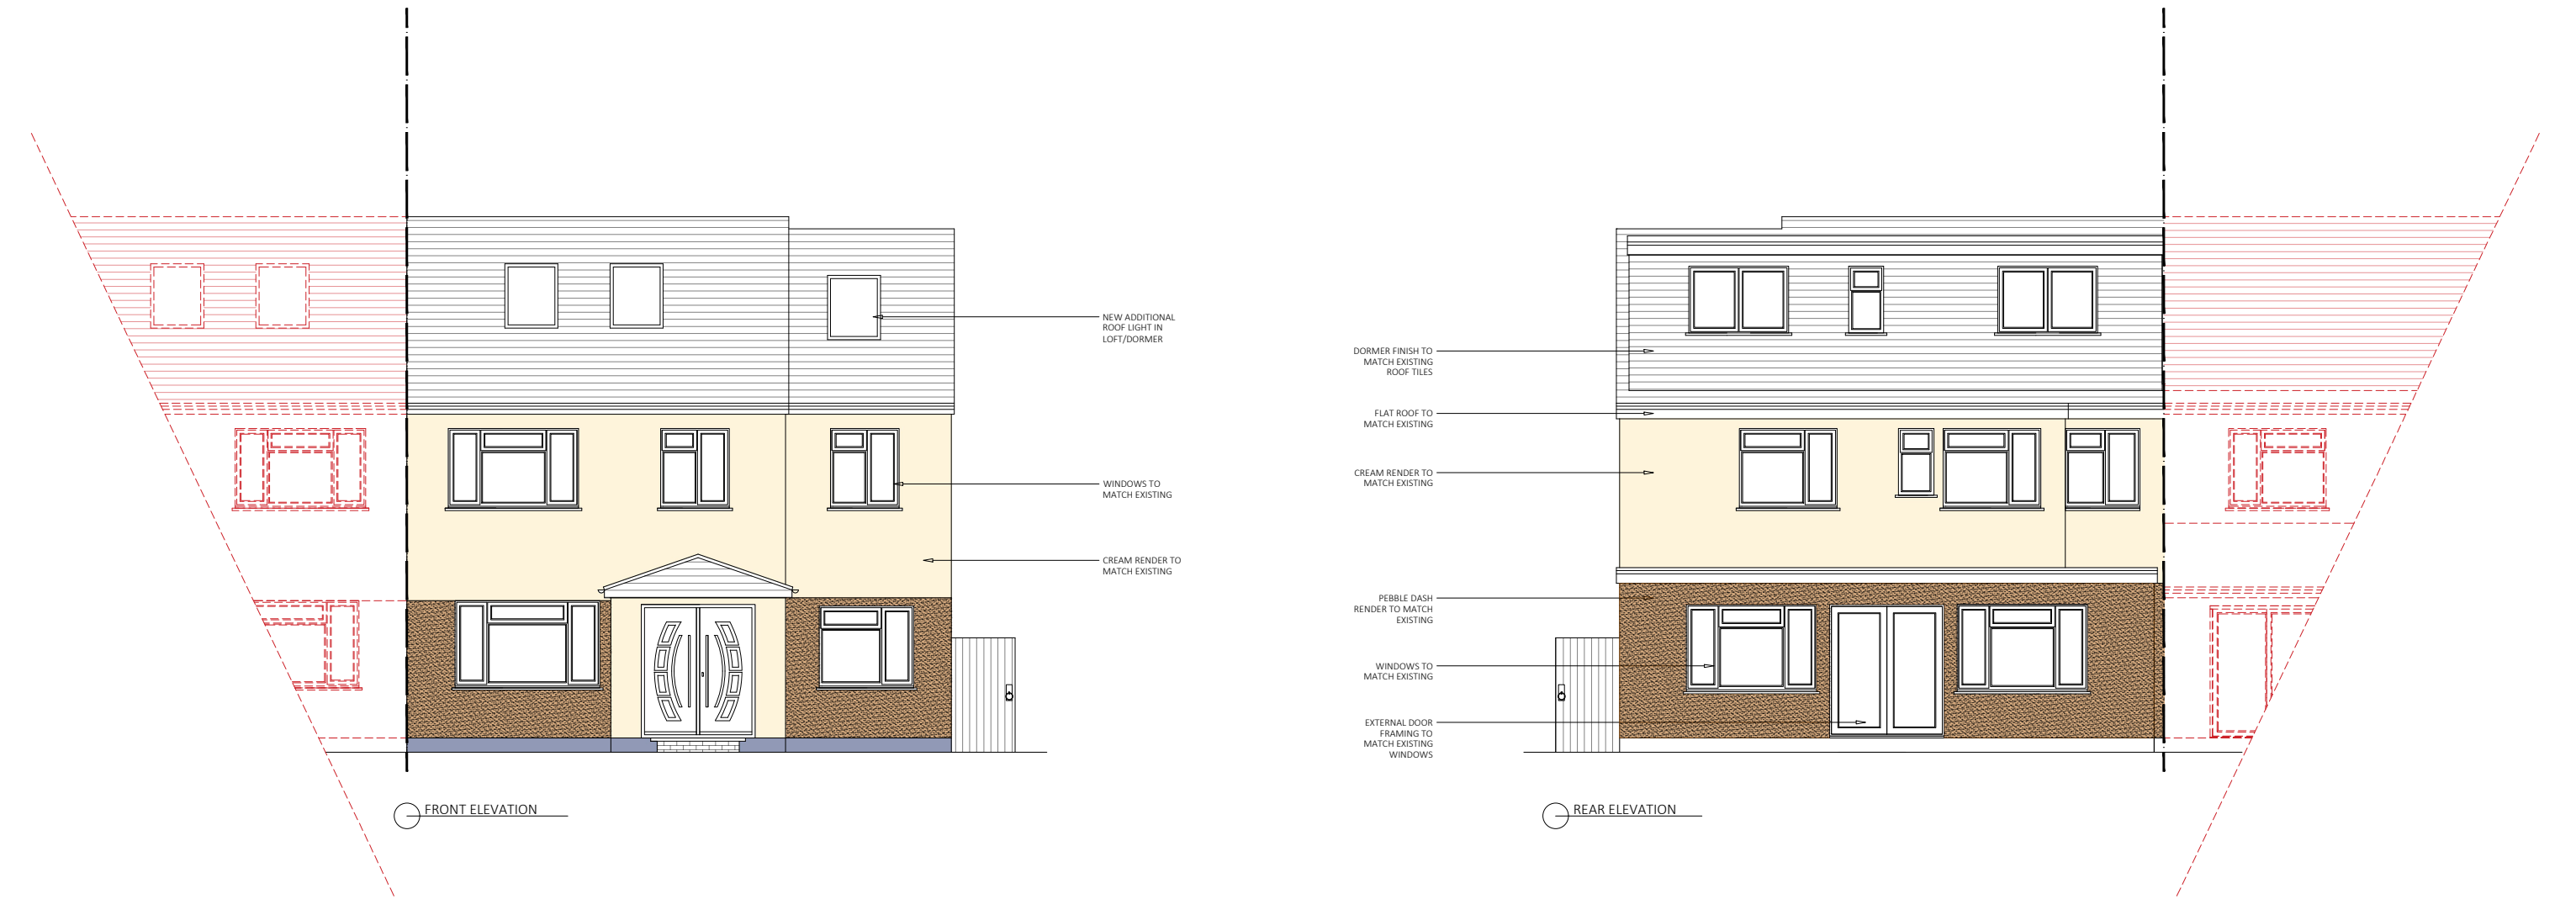 NEW ADDITIONAL
ROOF LIGHT IN
LOFT/DORMER
WINDOWS TO
MATCH EXISTING
CREAM RENDER TO
MATCH EXISTING
FRONT ELEVATION
DORMER FINISH TO
MATCH EXISTING
ROOF TILES
FLAT ROOF TO
MATCH EXISTING
CREAM RENDER TO
MATCH EXISTING
PEBBLE DASH
RENDER TO MATCH
EXISTING
WINDOWS TO
MATCH EXISTING
EXTERNAL DOOR
FRAMING TO
MATCH EXISTING
WINDOWS
REAR ELEVATION